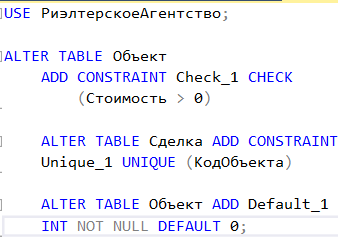 USE РиэлтерскоеАгентство;
ALTER TABLE Объект
ADD CONSTRAINT Check_1 CHECK
(Стоимость > 0)
ALTER TABLE Сделка ADD CONSTRAINT
Unique_1 UNIQUE (КодОбъекта)
ALTER TABLE Объект ADD Default_1
INT NOT NULL DEFAULT 0;